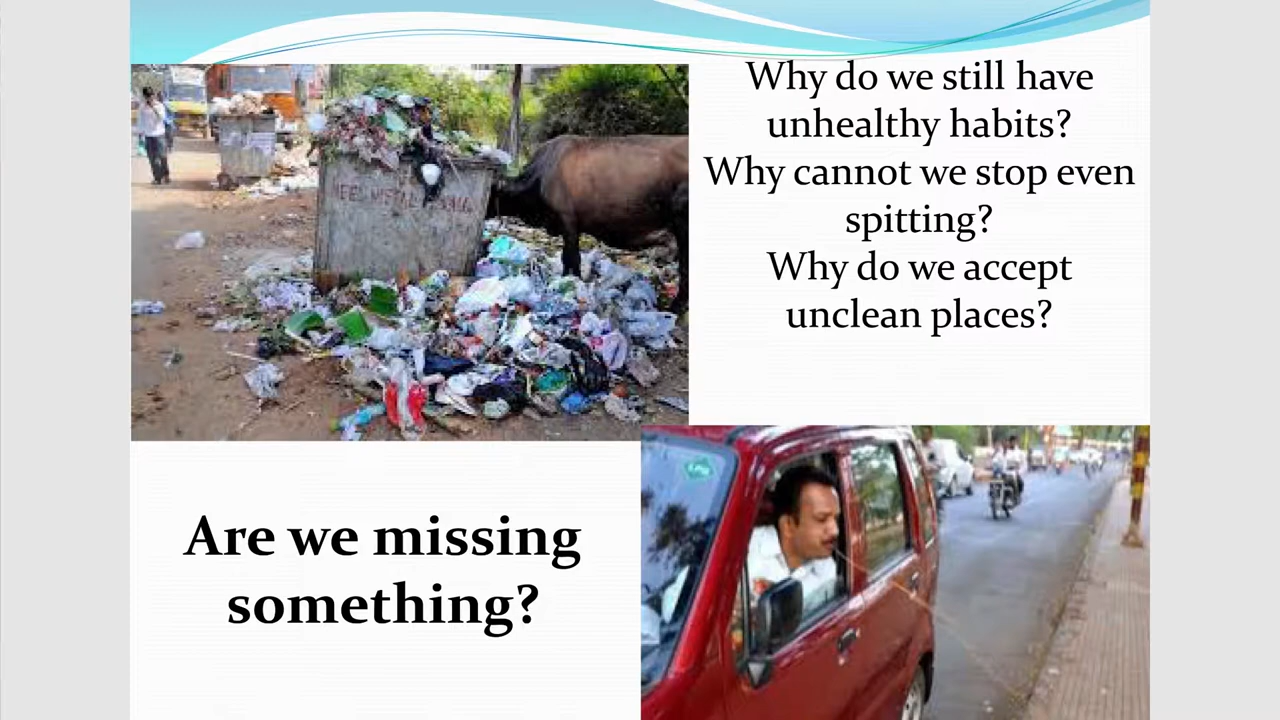 Why do we still have
unhealthy habits?
Why cannot we stop even
spitting?
Why do we accept
unclean places?
Are we missing
something?